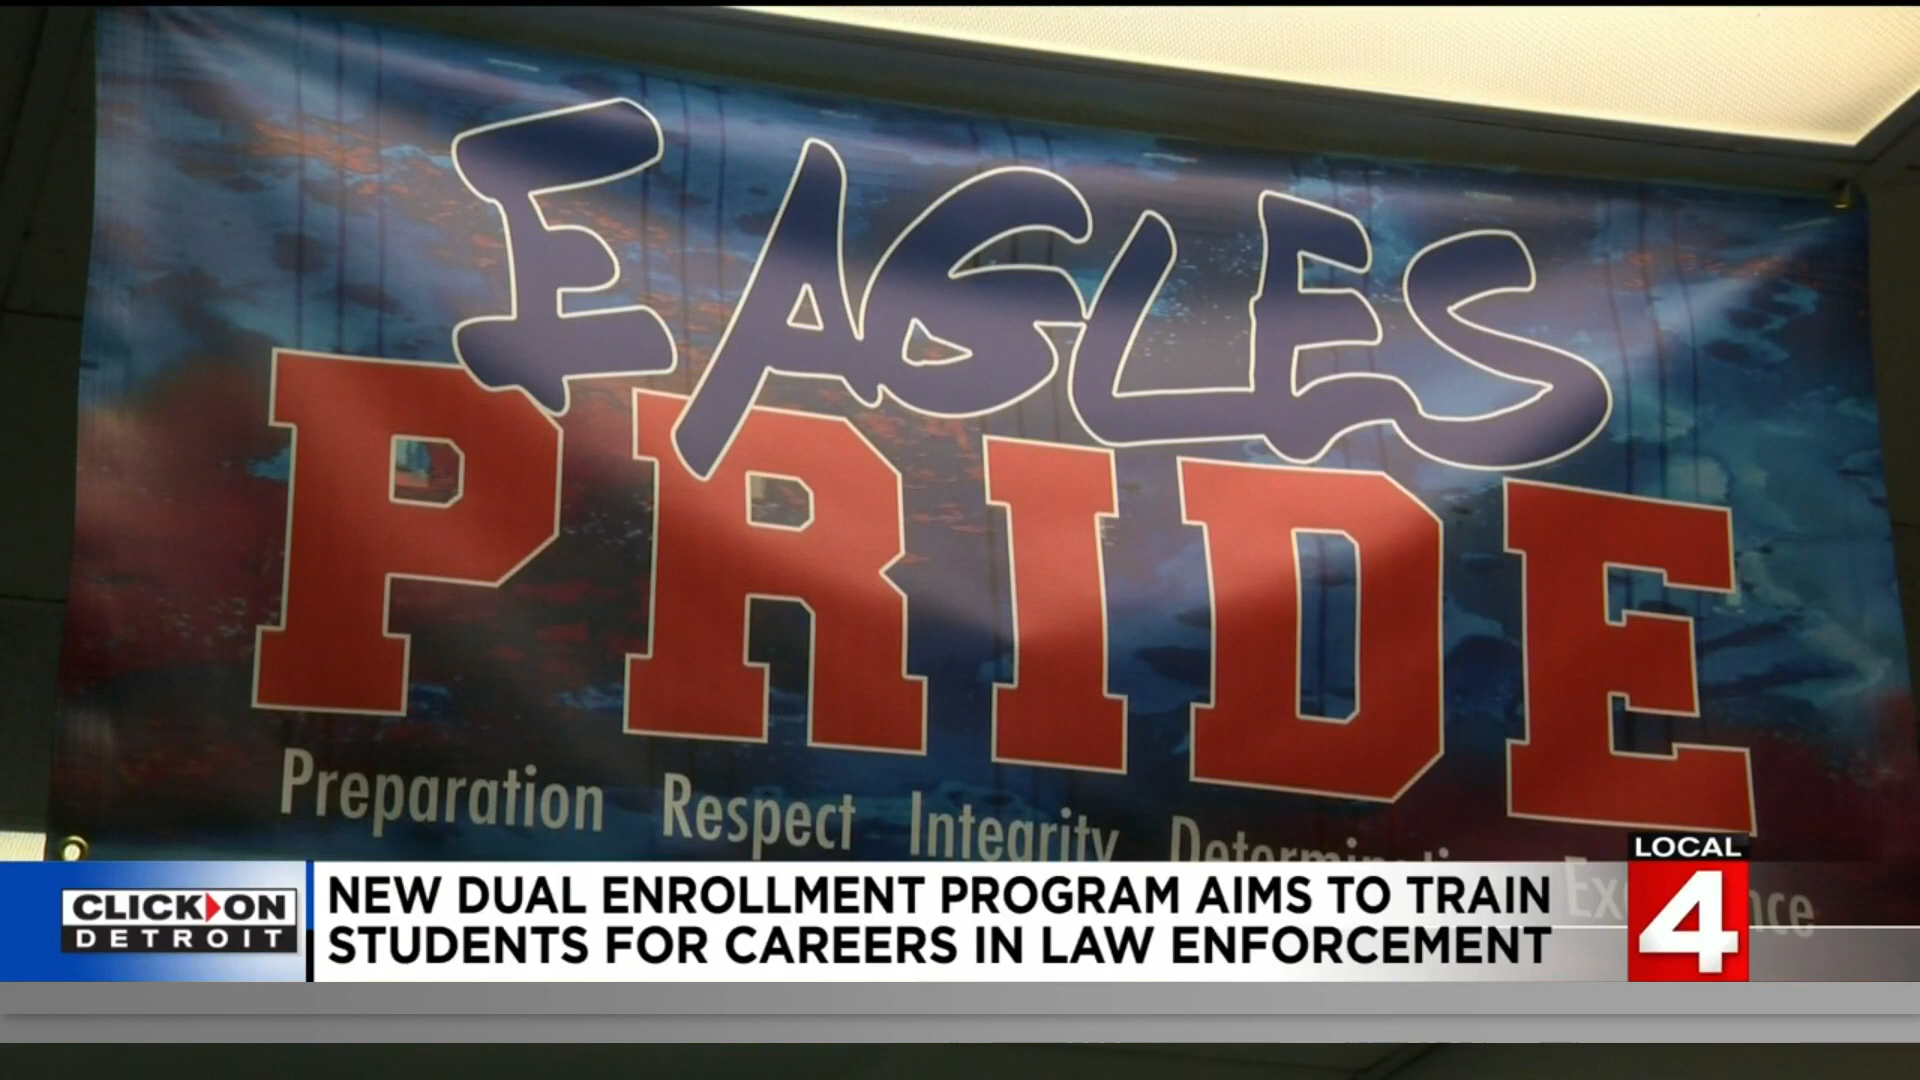 EAGLES
PRIDE
Preparation Respect Integrity
LOCAL
4
CLICK ON
DETROIT
NEW DUAL ENROLLMENT PROGRAM AIMS TO TRAIN
STUDENTS FOR CAREERS IN LAW ENFORCEMENT